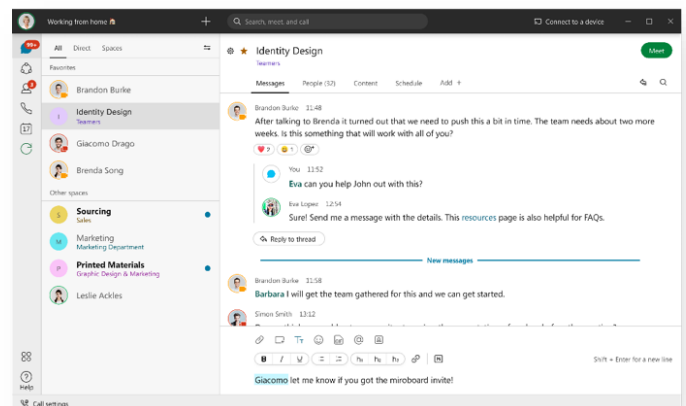 Working from home
Search, meet, and call
Connect to a device
99+
All Direct Spaces
Favorites
Brandon Burke
Identity Design
Teamers
Giacomo Drago
Brenda Song
Other spaces
S
Sourcing
Sales
M
Marketing
Marketing Department
P
Printed Materials
Graphic Design & Marketing
Leslie Ackles
Help
Call settings
Identity Design
Teamers
Meet
Messages People (12) Content Schedule Add +
Brandon Burke 11:48
After talking to Brenda it turned out that we need to push this a bit in time. The team needs about two more
weeks. Is this something that will work with all of you?
2 1
You 11:52
Eva can you help John out with this?
Eva Lopez 12:54
Sure! Send me a message with the details. This resources page is also helpful for FAQs.
Reply to thread
New messages
Brandon Burke 11:58
Barbara I will get the team gathered for this and we can get started.
Simon Smith 13:12
B I U h₁ h₂ h₃
Shift + Enter for a new line
Giacomo let me know if you got the miroboard invite!